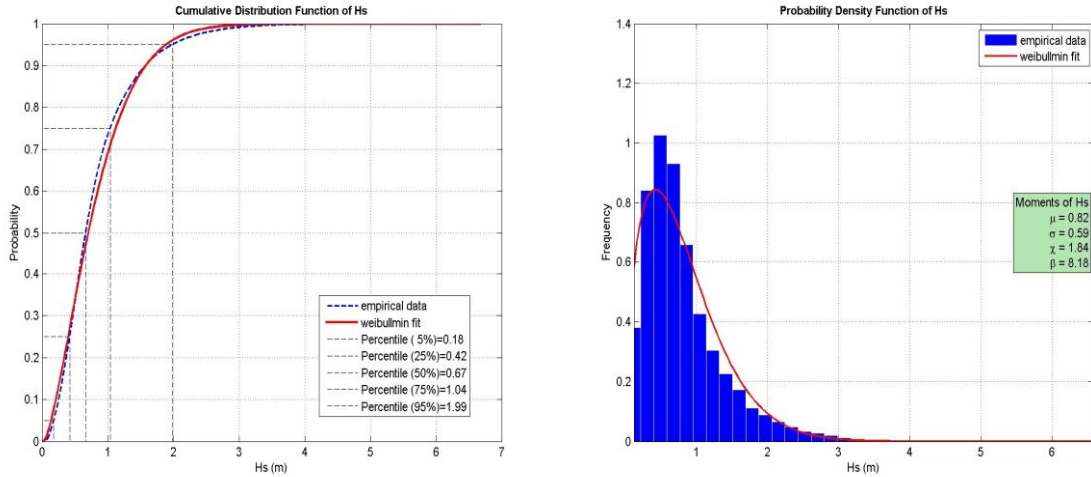 Cumulative Distribution Function of Hs
1
0.9
0.8
0.7
0.6
0.5
0.4
0.3
0.2
0.1
0
Probability
empirical data
weibullmin fit
Percentile ( 5%)=0.18
Percentile (25%)=0.42
Percentile (50%)=0.67
Percentile (75%)=1.04
Percentile (95%)=1.99
0 1 2 3 4 5 6 7
Hs (m)
Probability Density Function of Hs
1.4
1.2
1
0.8
0.6
0.4
0.2
0
Frequency
empirical data
weibullmin fit
Moments of Hs
μ = 0.82
σ = 0.59
χ = 1.84
β = 8.18
1 2 3 4 5 6
Hs (m)